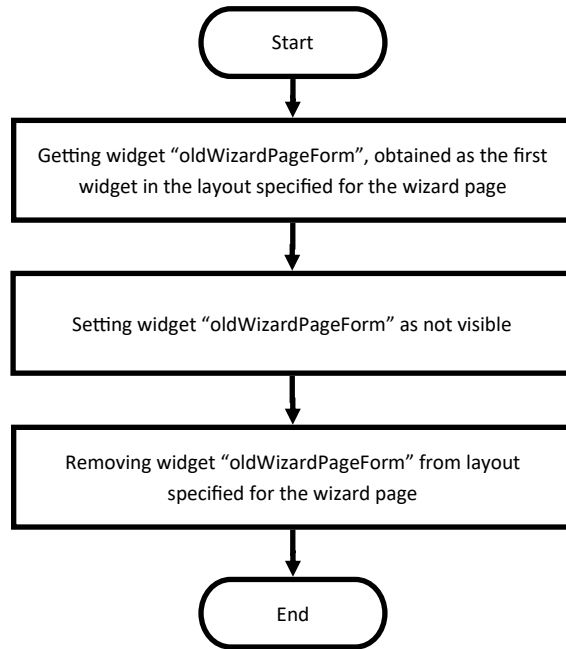 Start
Getting widget “oldWizardPageForm”, obtained as the first
widget in the layout specified for the wizard page
Setting widget “oldWizardPageForm” as not visible
Removing widget “oldWizardPageForm” from layout
specified for the wizard page
End